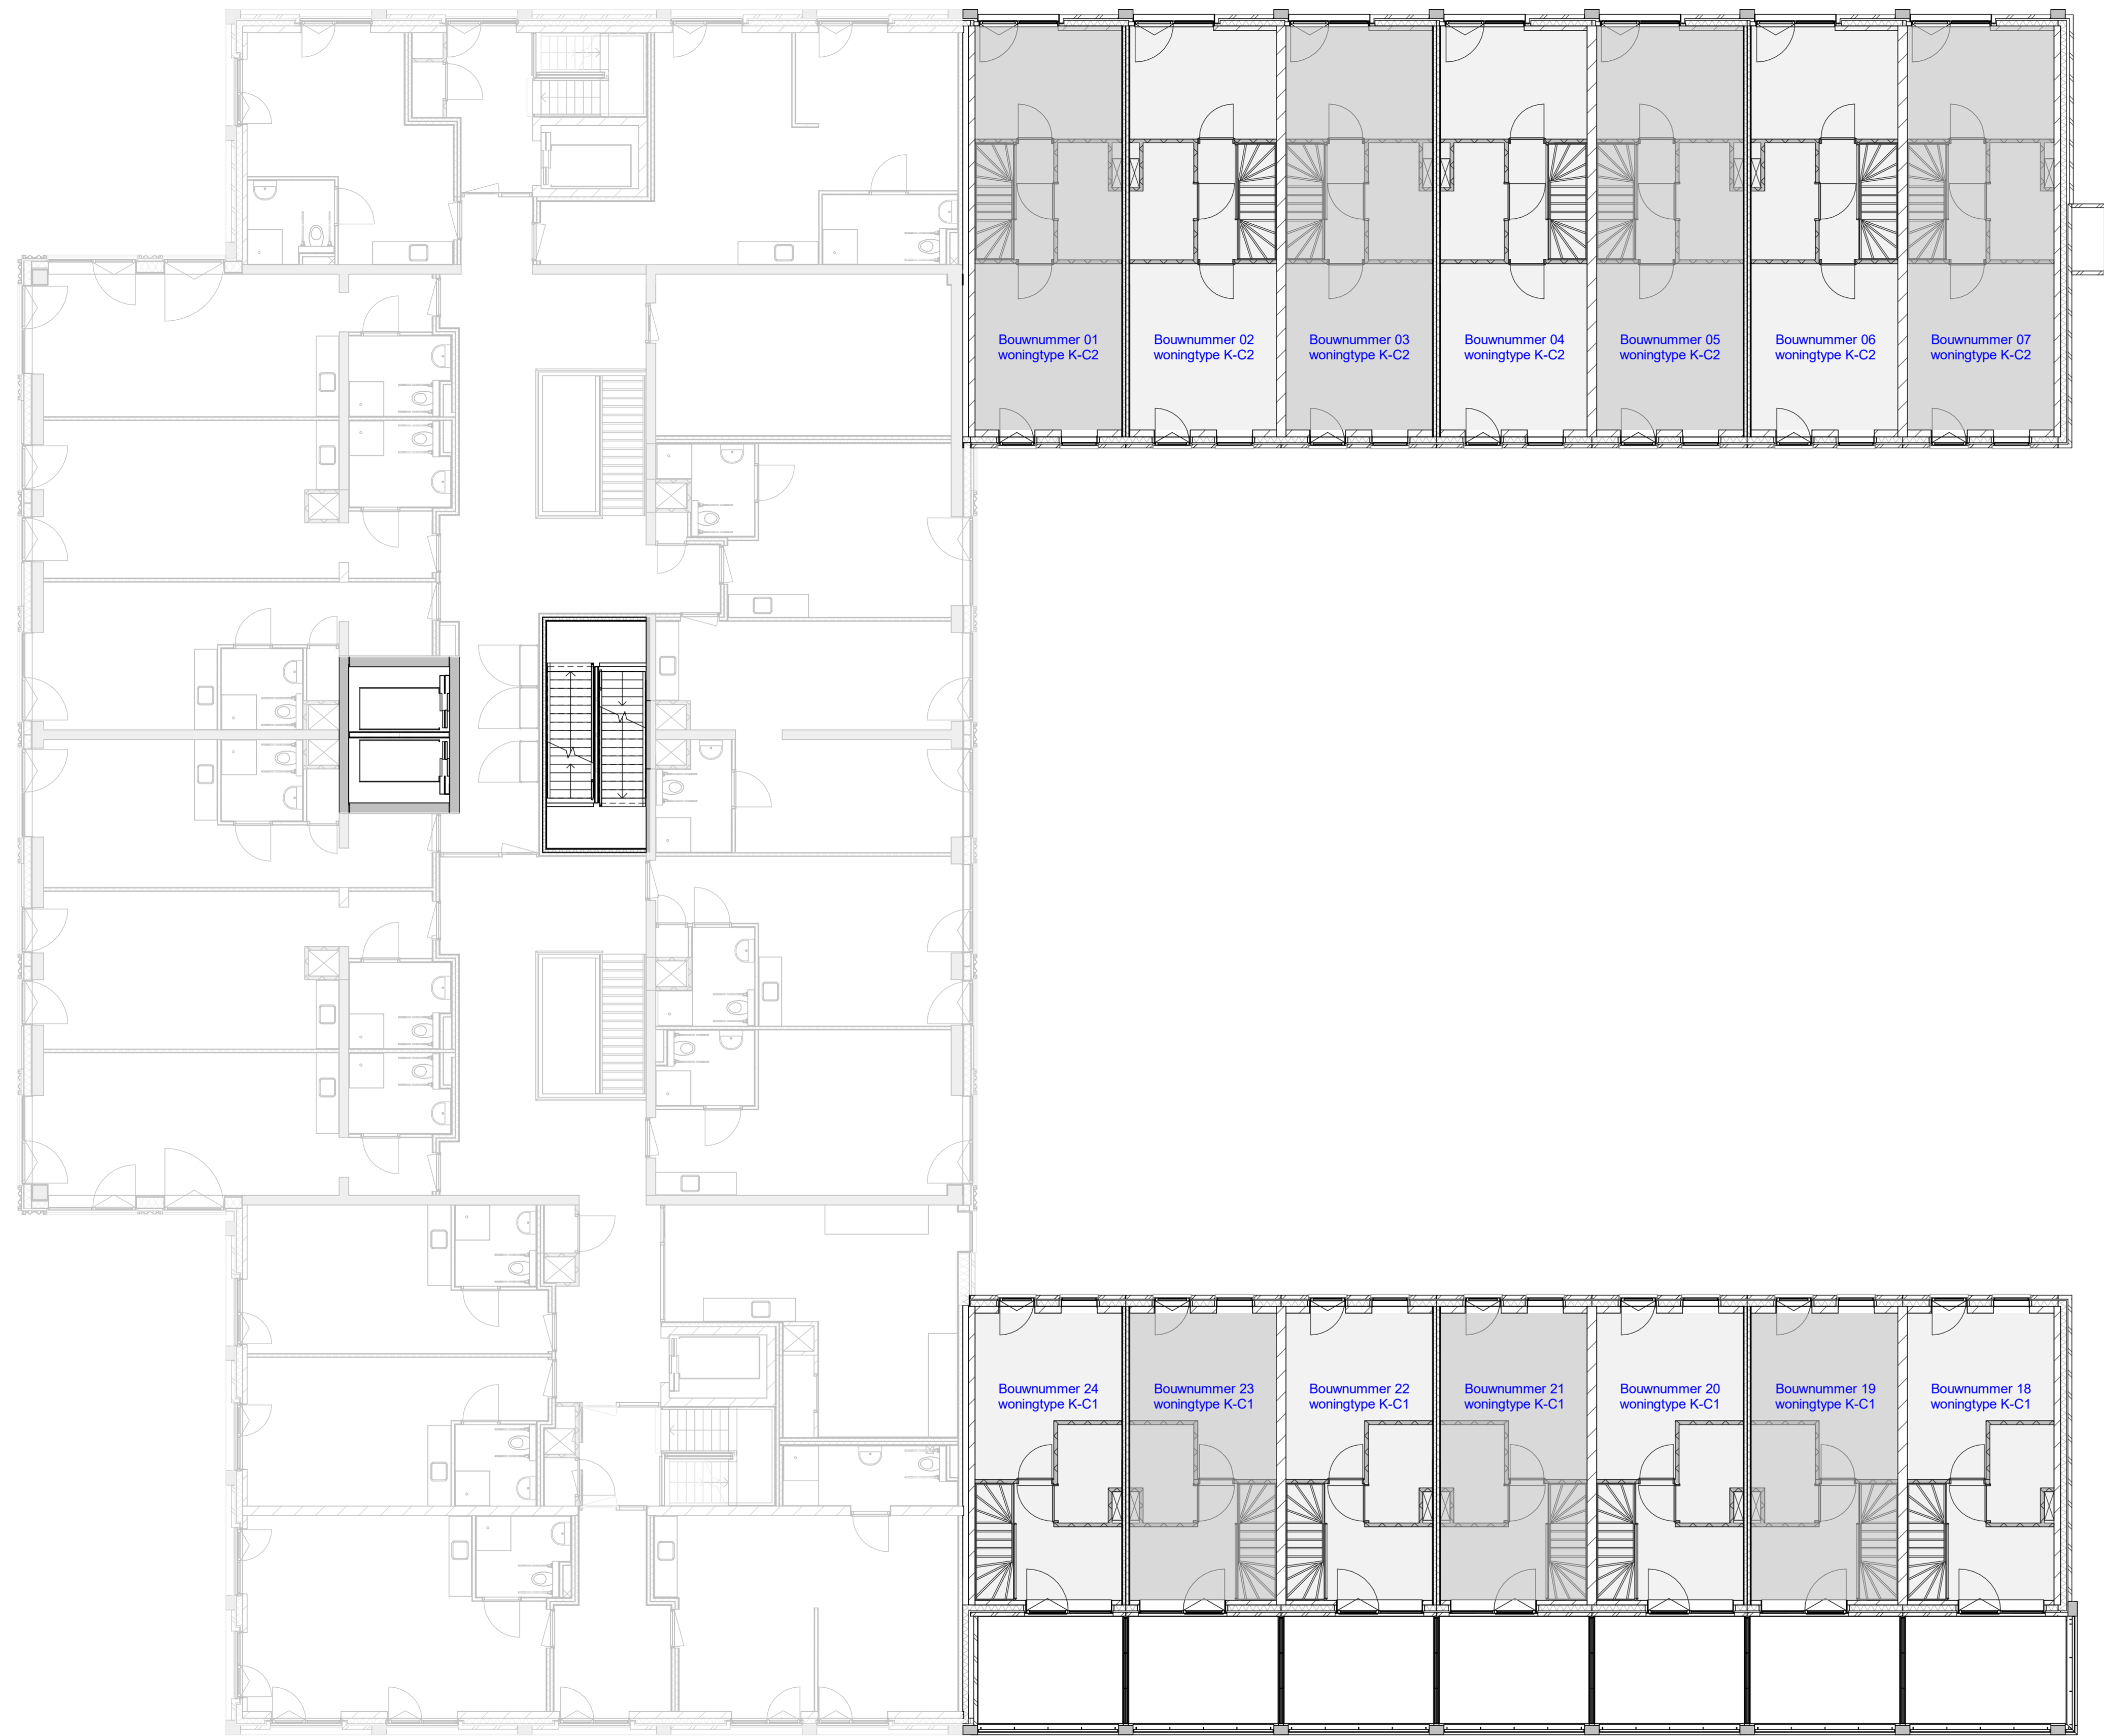 Bouwnummer 01
woningtype K-C2
Bouwnummer 02
woningtype K-C2
Bouwnummer 03
woningtype K-C2
Bouwnummer 04
woningtype K-C2
Bouwnummer 05
woningtype K-C2
Bouwnummer 06
woningtype K-C2
Bouwnummer 07
woningtype K-C2
Bouwnummer 24
woningtype K-C1
Bouwnummer 23
woningtype K-C1
Bouwnummer 22
woningtype K-C1
Bouwnummer 21
woningtype K-C1
Bouwnummer 20
woningtype K-C1
Bouwnummer 19
woningtype K-C1
Bouwnummer 18
woningtype K-C1